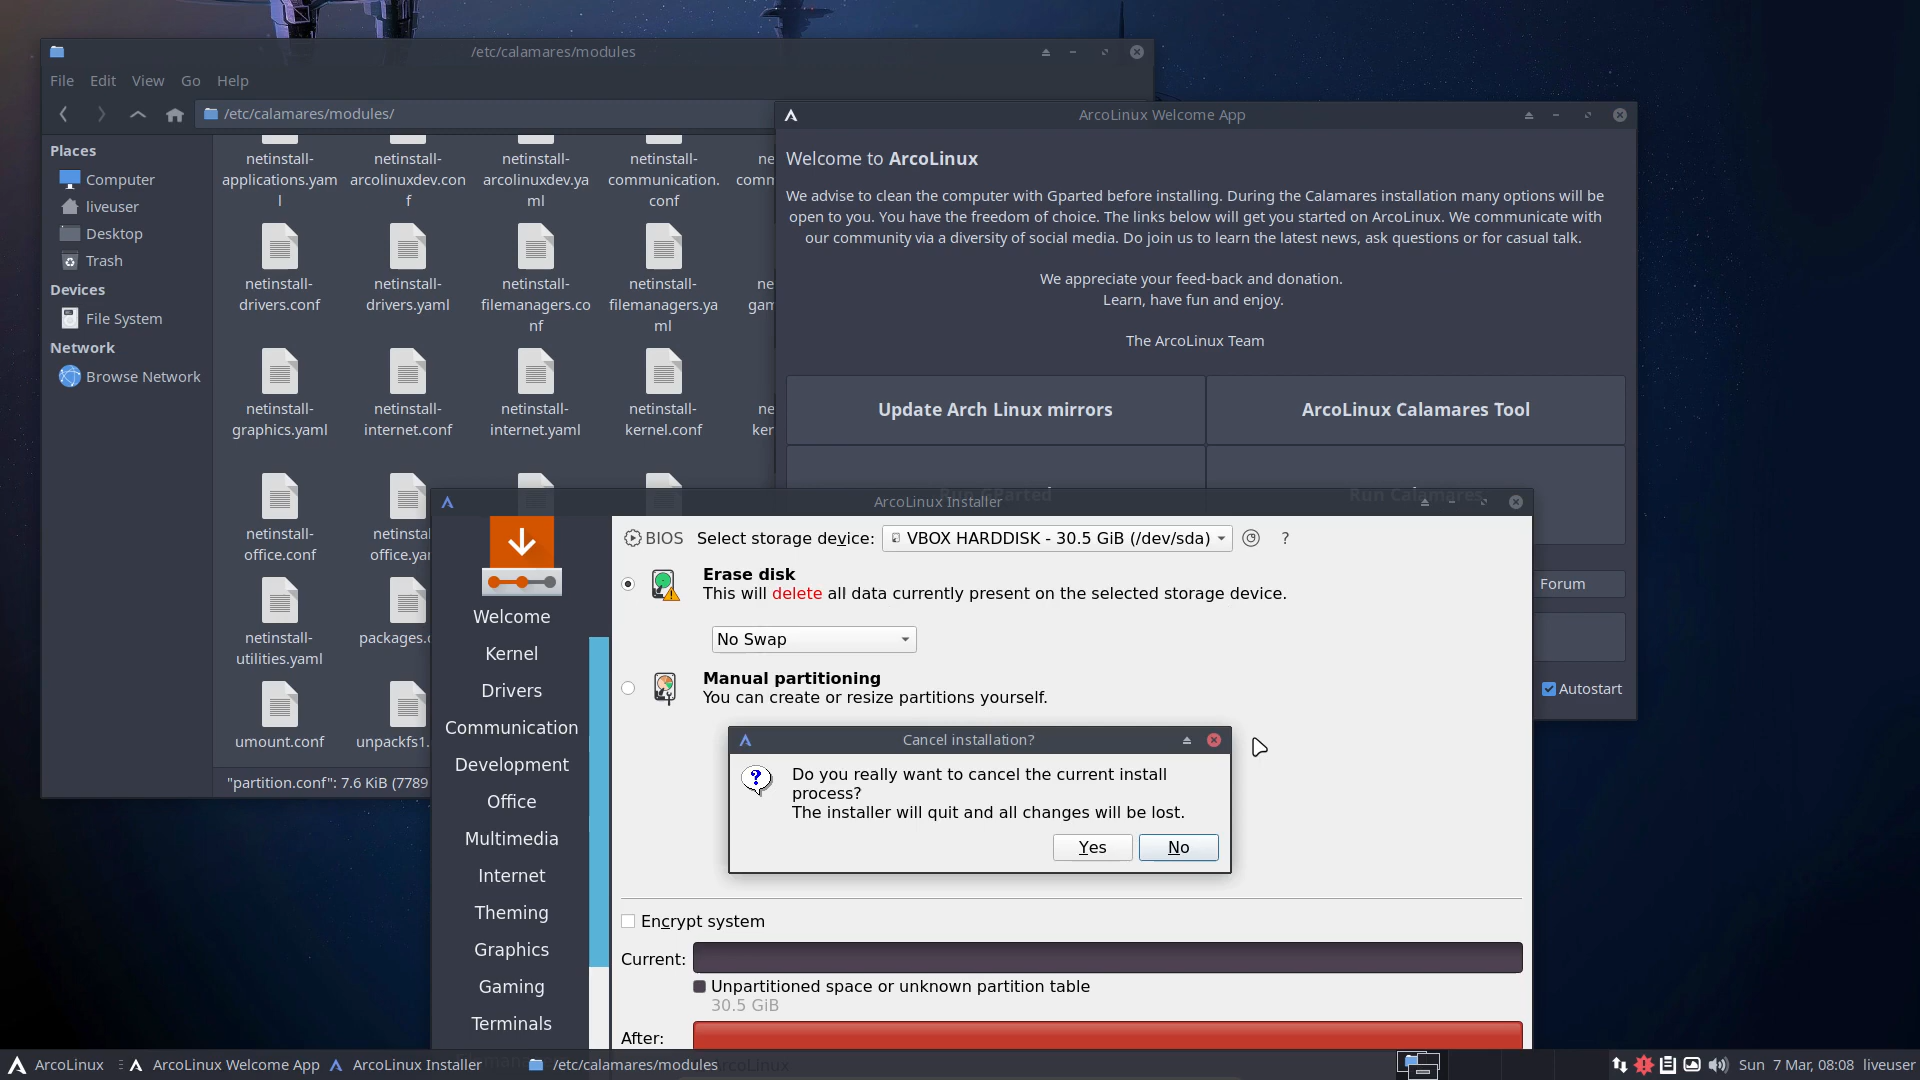 /etc/calamares/modules
File Edit View Go Help
/etc/calamares/modules/
Places
Computer
liveuser
Desktop
Trash
Devices
File System
Network
Browse Network
netinstall-
applications.yam
l
netinstall-
arcolinuxdev.con
f
netinstall-
arcolinuxdev.ya
ml
netinstall-
communication.
conf
ne
comm
netinstall-
drivers.conf
netinstall-
drivers.yaml
netinstall-
filemanagers.co
nf
netinstall-
filemanagers.ya
ml
ne
gam
netinstall-
graphics.yaml
netinstall-
internet.conf
netinstall-
internet.yaml
netinstall-
kernel.conf
ne
ker
netinstall-
office.conf
netinstal
office.yar
netinstall-
utilities.yaml
packages.c
umount.conf
unpackfs1.
"partition.conf": 7.6 KiB (7789
ArcoLinux Welcome App
Welcome to ArcoLinux
We advise to clean the computer with Gparted before installing. During the Calamares installation many options will be
open to you. You have the freedom of choice. The links below will get you started on ArcoLinux. We communicate with
our community via a diversity of social media. Do join us to learn the latest news, ask questions or for casual talk.
We appreciate your feed-back and donation.
Learn, have fun and enjoy.
The ArcoLinux Team
Update Arch Linux mirrors
ArcoLinux Calamares Tool
Run GParted
Run Calamares
Forum
Autostart
ArcoLinux Installer
Welcome
Kernel
Drivers
Communication
Development
Office
Multimedia
Internet
Theming
Graphics
Gaming
Terminals
BIOS Select storage device: VBOX HARDDISK - 30.5 GiB (/dev/sda) ?
Erase disk
This will delete all data currently present on the selected storage device.
No Swap
Manual partitioning
You can create or resize partitions yourself.
Cancel installation?
?
Do you really want to cancel the current install
process?
The installer will quit and all changes will be lost.
Yes No
Encrypt system
Current:
Unpartitioned space or unknown partition table
30.5 GiB
After:
ArcoLinux ArcoLinux Welcome App ArcoLinux Installer /etc/calamares/modules Sun 7 Mar, 08:08 liveuser